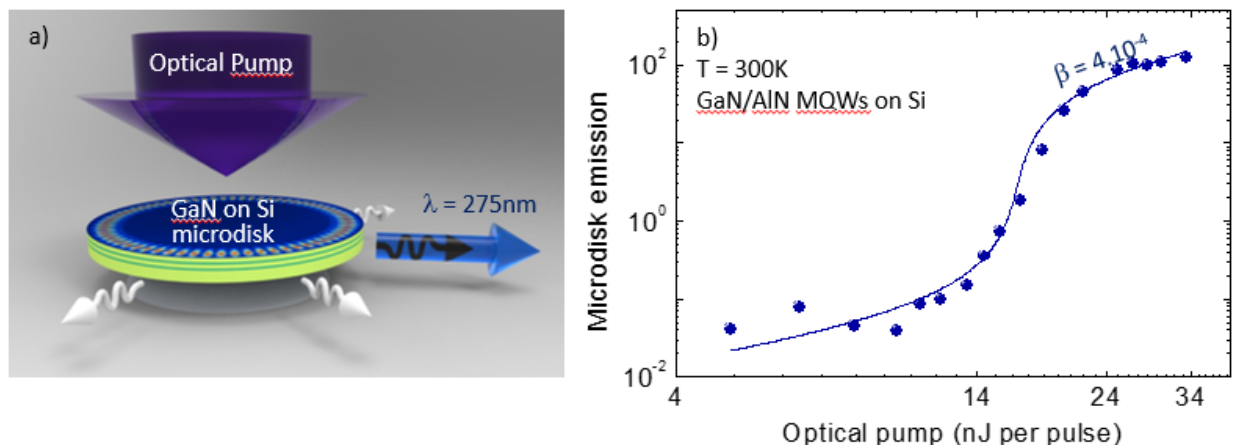 a)
Optical Pump
GaN on Si
microdisk
λ = 275nm
b)
T = 300K
GaN/AlN MQWs on Si
β = 4.10⁻⁴
Microdisk emission
10²
10⁰
10⁻²
4
14
24
34
Optical pump (nJ per pulse)